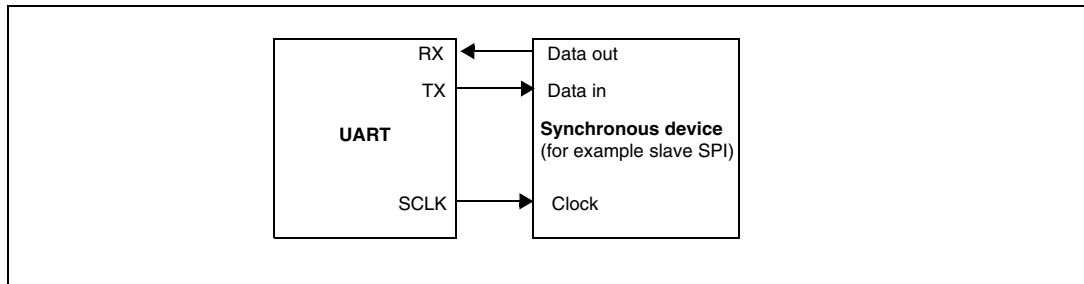 RX
Data out
TX
Data in
UART
Synchronous device
(for example slave SPI)
SCLK
Clock